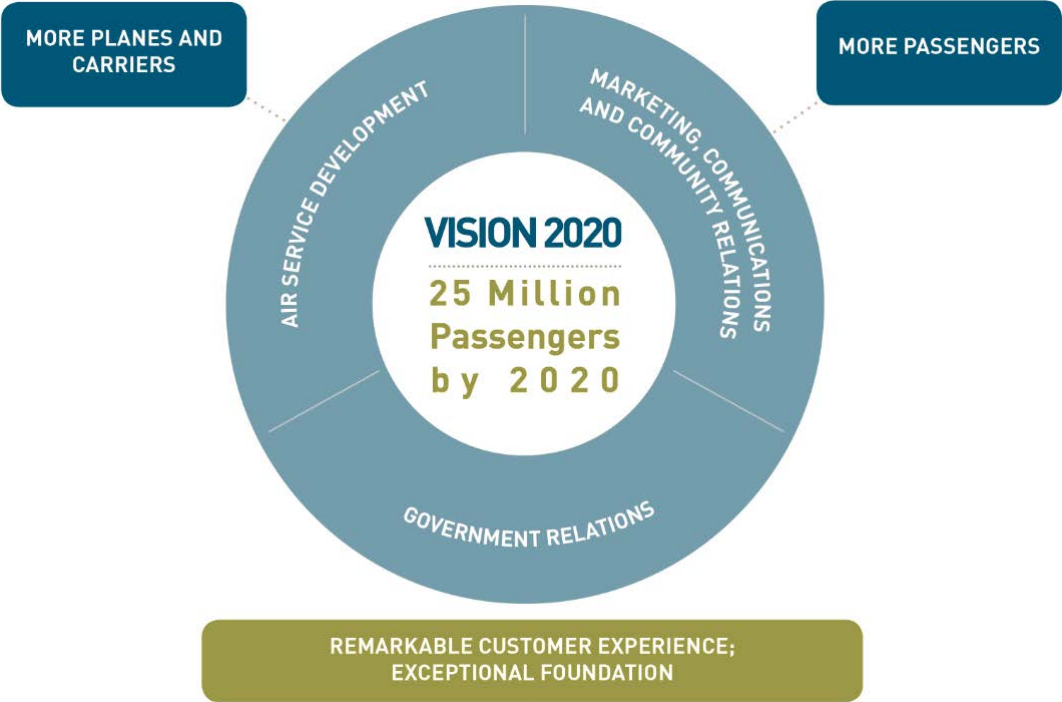 MORE PLANES AND
CARRIERS
MORE PASSENGERS
AIR SERVICE DEVELOPMENT
MARKETING, COMMUNICATIONS
AND COMMUNITY RELATIONS
VISION 2020
25 Million
Passengers
by 2020
GOVERNMENT RELATIONS
REMARKABLE CUSTOMER EXPERIENCE;
EXCEPTIONAL FOUNDATION